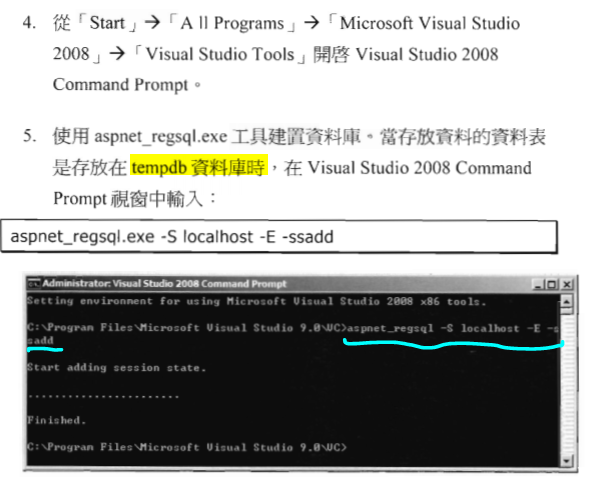 4. 從「Start」→「A ll Programs」→「Microsoft Visual Studio
2008」→「Visual Studio Tools」開啓 Visual Studio 2008
Command Prompt。
5. 使用 aspnet_regsql.exe 工具建置資料庫。當存放資料的資料表
是存放在 tempdb 資料庫時，在 Visual Studio 2008 Command
Prompt 視窗中輸入：
aspnet_regsql.exe -S localhost -E -ssadd
Administrator: Visual Studio 2008 Command Prompt
Setting environment for using Microsoft Visual Studio 2008 x86 tools.
C:\Program Files\Microsoft Visual Studio 9.0\VC>aspnet_regsql -S localhost -E -s
sadd
Start adding session state.
.......................
Finished.
C:\Program Files\Microsoft Visual Studio 9.0\VC>